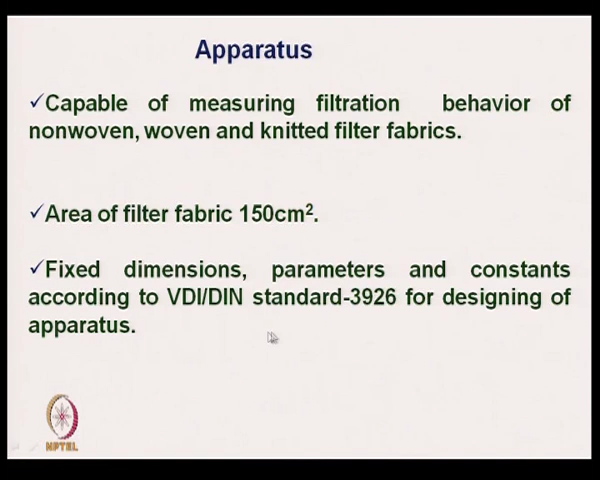 Apparatus
✓Capable of measuring filtration behavior of
nonwoven, woven and knitted filter fabrics.
✓Area of filter fabric 150cm².
✓Fixed dimensions, parameters and constants
according to VDI/DIN standard-3926 for designing of
apparatus.
NPTEL